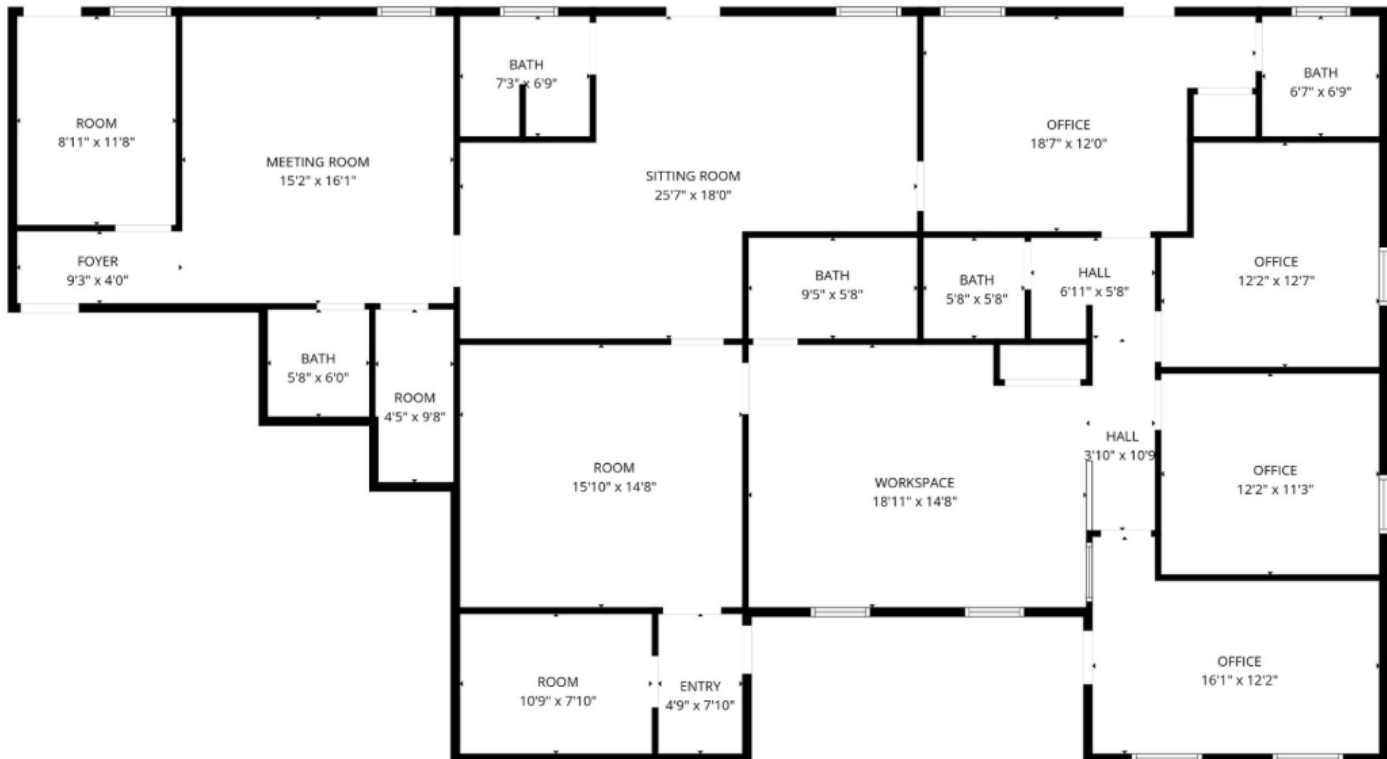 BATH
7'3" x 6'9"
BATH
6'7" x 6'9"
ROOM
8'11" x 11'8"
OFFICE
18'7" x 12'0"
MEETING ROOM
15'2" x 16'1"
SITTING ROOM
25'7" x 18'0"
FOYER
9'3" x 4'0"
BATH
9'5" x 5'8"
BATH
5'8" x 5'8"
HALL
6'11" x 5'8"
OFFICE
12'2" x 12'7"
BATH
5'8" x 6'0"
ROOM
4'5" x 9'8"
ROOM
15'10" x 14'8"
WORKSPACE
18'11" x 14'8"
HALL
3'10" x 10'9
OFFICE
12'2" x 11'3"
ROOM
10'9" x 7'10"
ENTRY
4'9" x 7'10"
OFFICE
16'1" x 12'2"